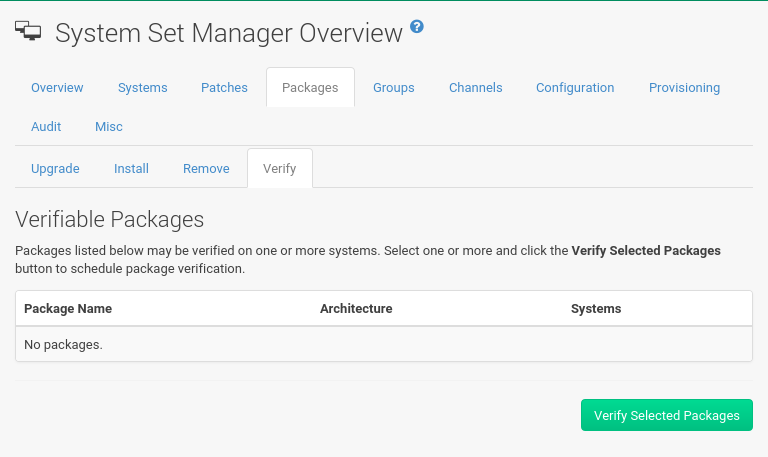 System Set Manager Overview ?
Overview Systems Patches Packages Groups Channels Configuration Provisioning
Audit Misc
Upgrade Install Remove Verify
Verifiable Packages
Packages listed below may be verified on one or more systems. Select one or more and click the Verify Selected Packages
button to schedule package verification.
Package Name Architecture Systems
No packages.
Verify Selected Packages